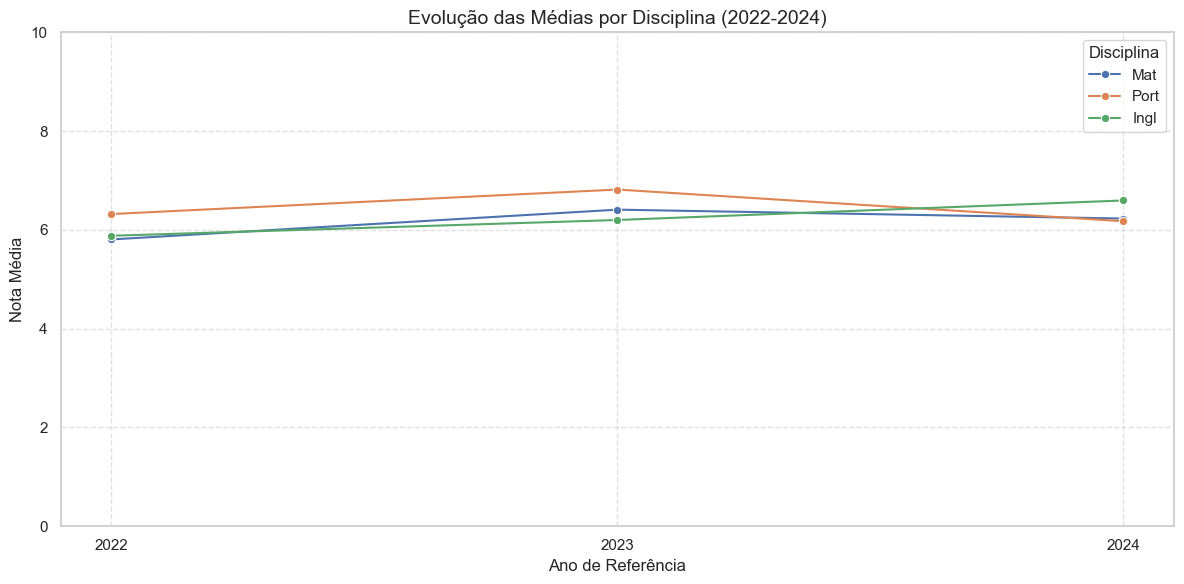 Evolução das Médias por Disciplina (2022-2024)
10
8
6
4
2
0
Nota Média
2022
2023
2024
Ano de Referência
Disciplina
Mat
Port
Ingl